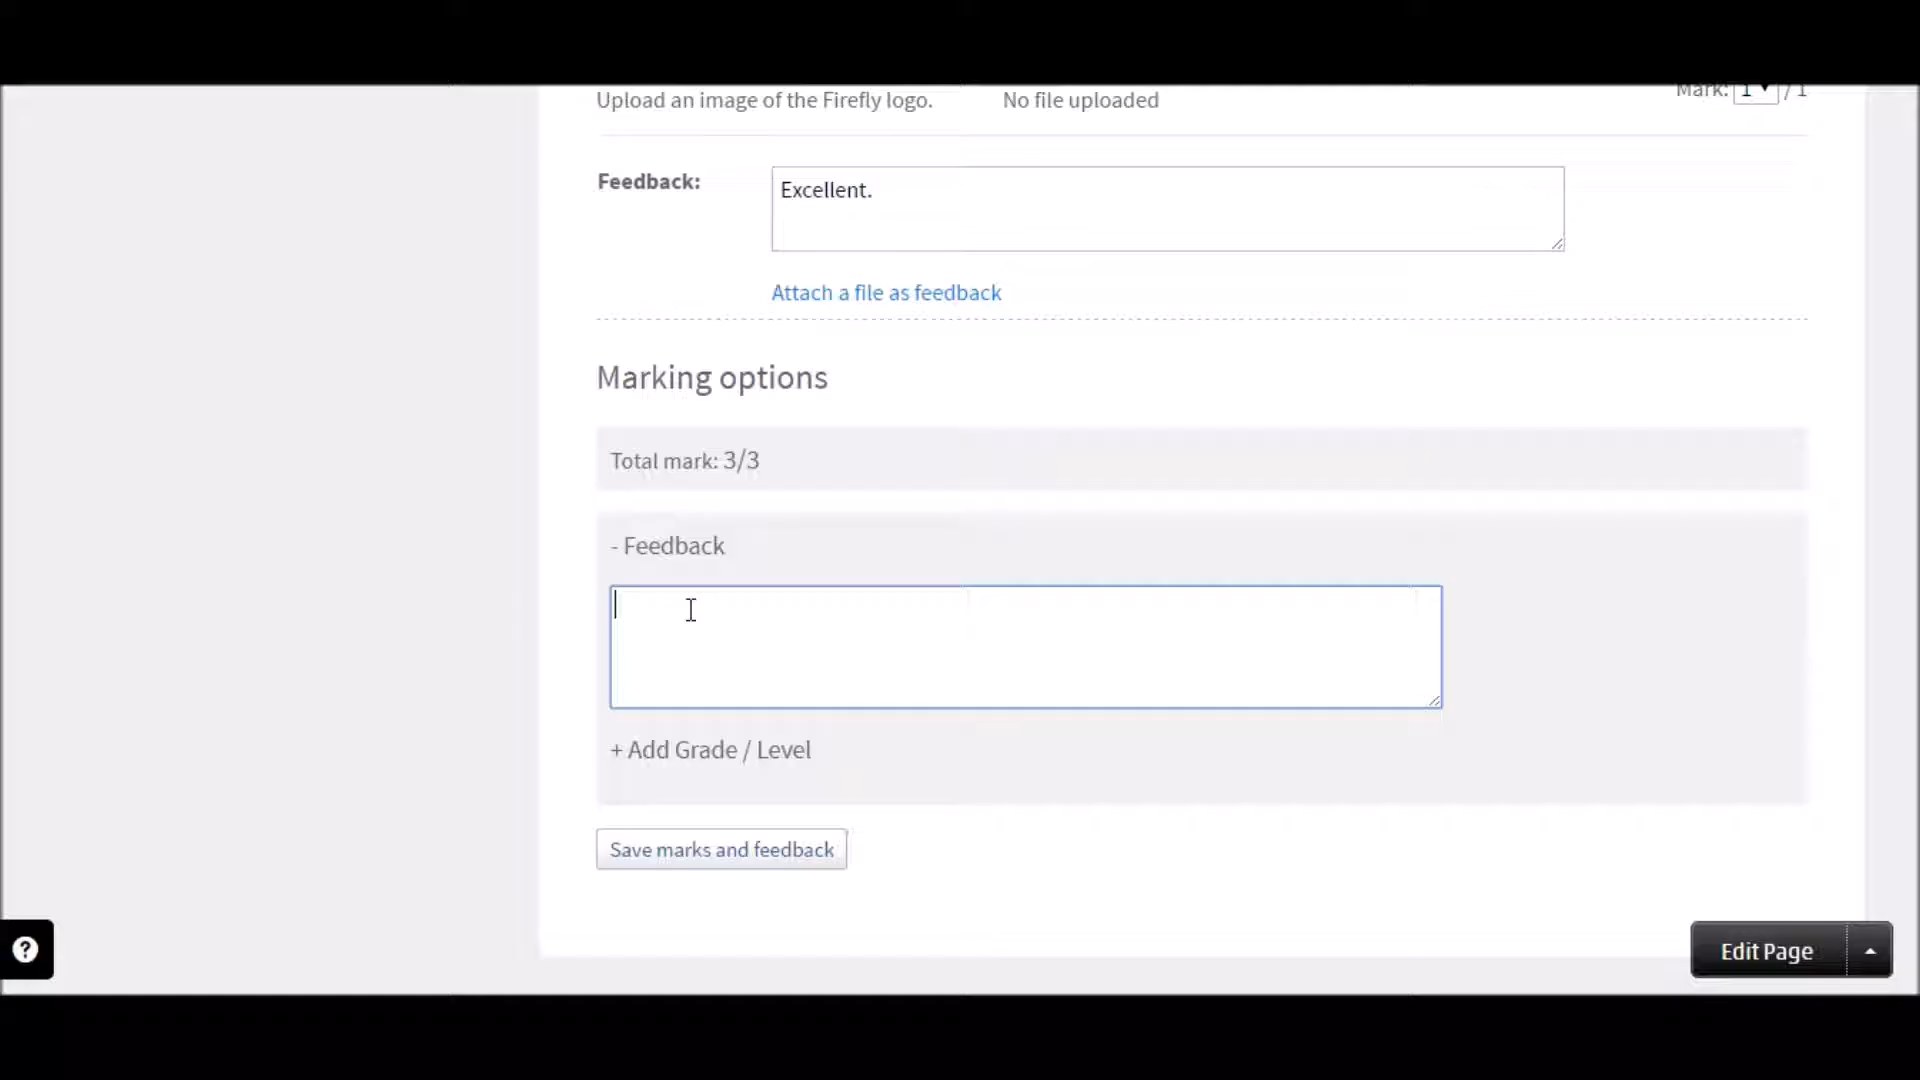 Upload an image of the Firefly logo. No file uploaded Mark: 1 / 1
Feedback: Excellent.
Attach a file as feedback
Marking options
Total mark: 3/3
- Feedback
+ Add Grade / Level
Save marks and feedback
?
Edit Page